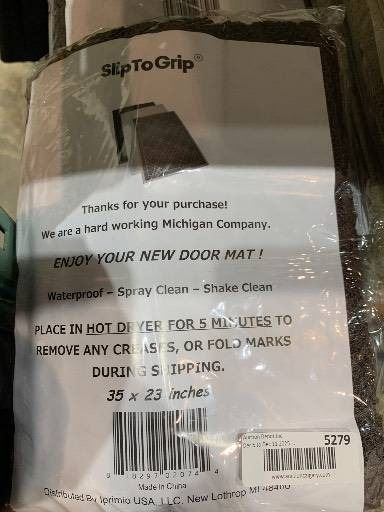 SlipToGrip®
Thanks for your purchase!
We are a hard working Michigan Company.
ENJOY YOUR NEW DOOR MAT !
Waterproof – Spray Clean – Shake Clean
PLACE IN HOT DRYER FOR 5 MINUTES TO
REMOVE ANY CREASES, OR FOLD MARKS
DURING SHIPPING.
35 x 23 inches
5279
Made in China
Distributed By Iprimio USA, LLC. New Lothrop MI 48460